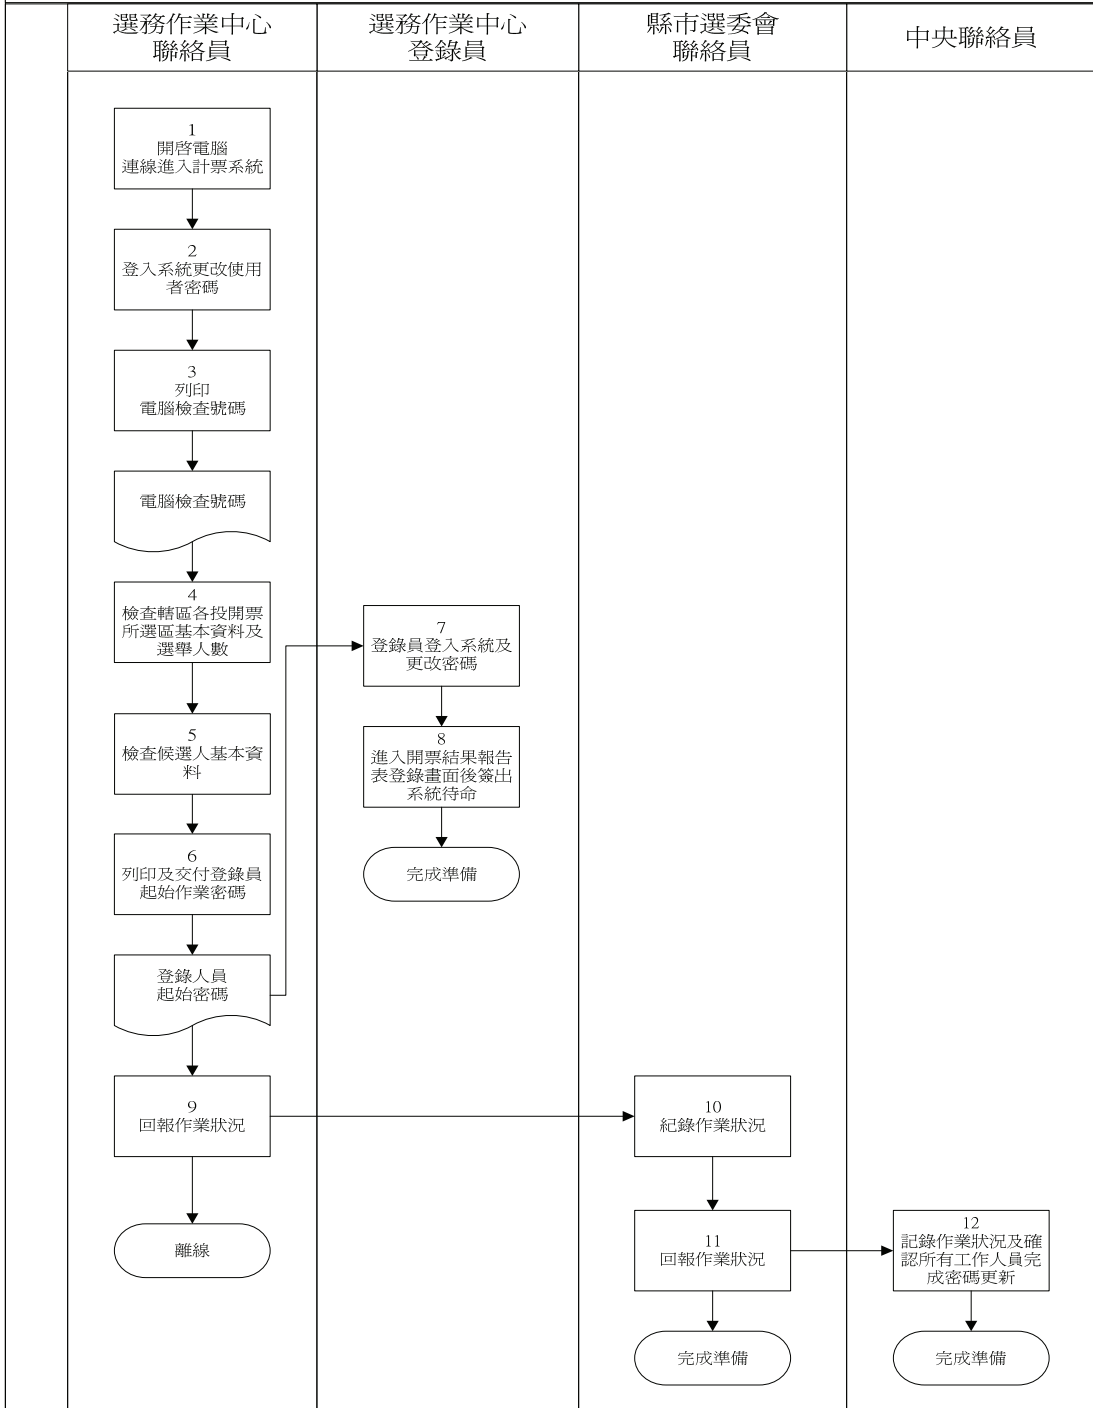 選務作業中心
聯絡員
選務作業中心
登錄員
縣市選委會
聯絡員
中央聯絡員
1
開啓電腦
連線進入計票系統
2
登入系統更改使用
者密碼
3
列印
電腦檢查號碼
電腦檢查號碼
4
檢查轄區各投開票
所選區基本資料及
選舉人數
5
檢查候選人基本資
料
6
列印及交付登錄員
起始作業密碼
登錄人員
起始密碼
7
登錄員登入系統及
更改密碼
8
進入開票結果報告
表登錄畫面後簽出
系統待命
完成準備
9
回報作業狀況
離線
10
紀錄作業狀況
11
回報作業狀況
完成準備
12
記錄作業狀況及確
認所有工作人員完
成密碼更新
完成準備